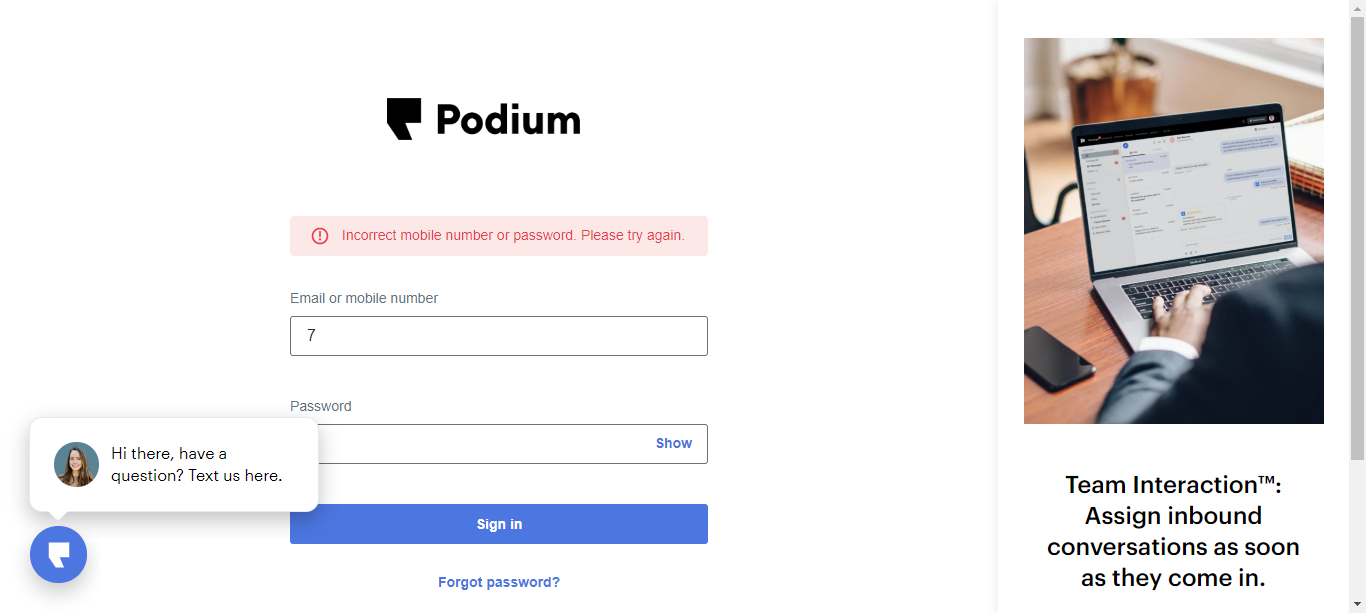 Podium
Incorrect mobile number or password. Please try again.
Email or mobile number
7
Password
Show
Hi there, have a
question? Text us here.
Sign in
Forgot password?
Team Interaction™:
Assign inbound
conversations as soon
as they come in.